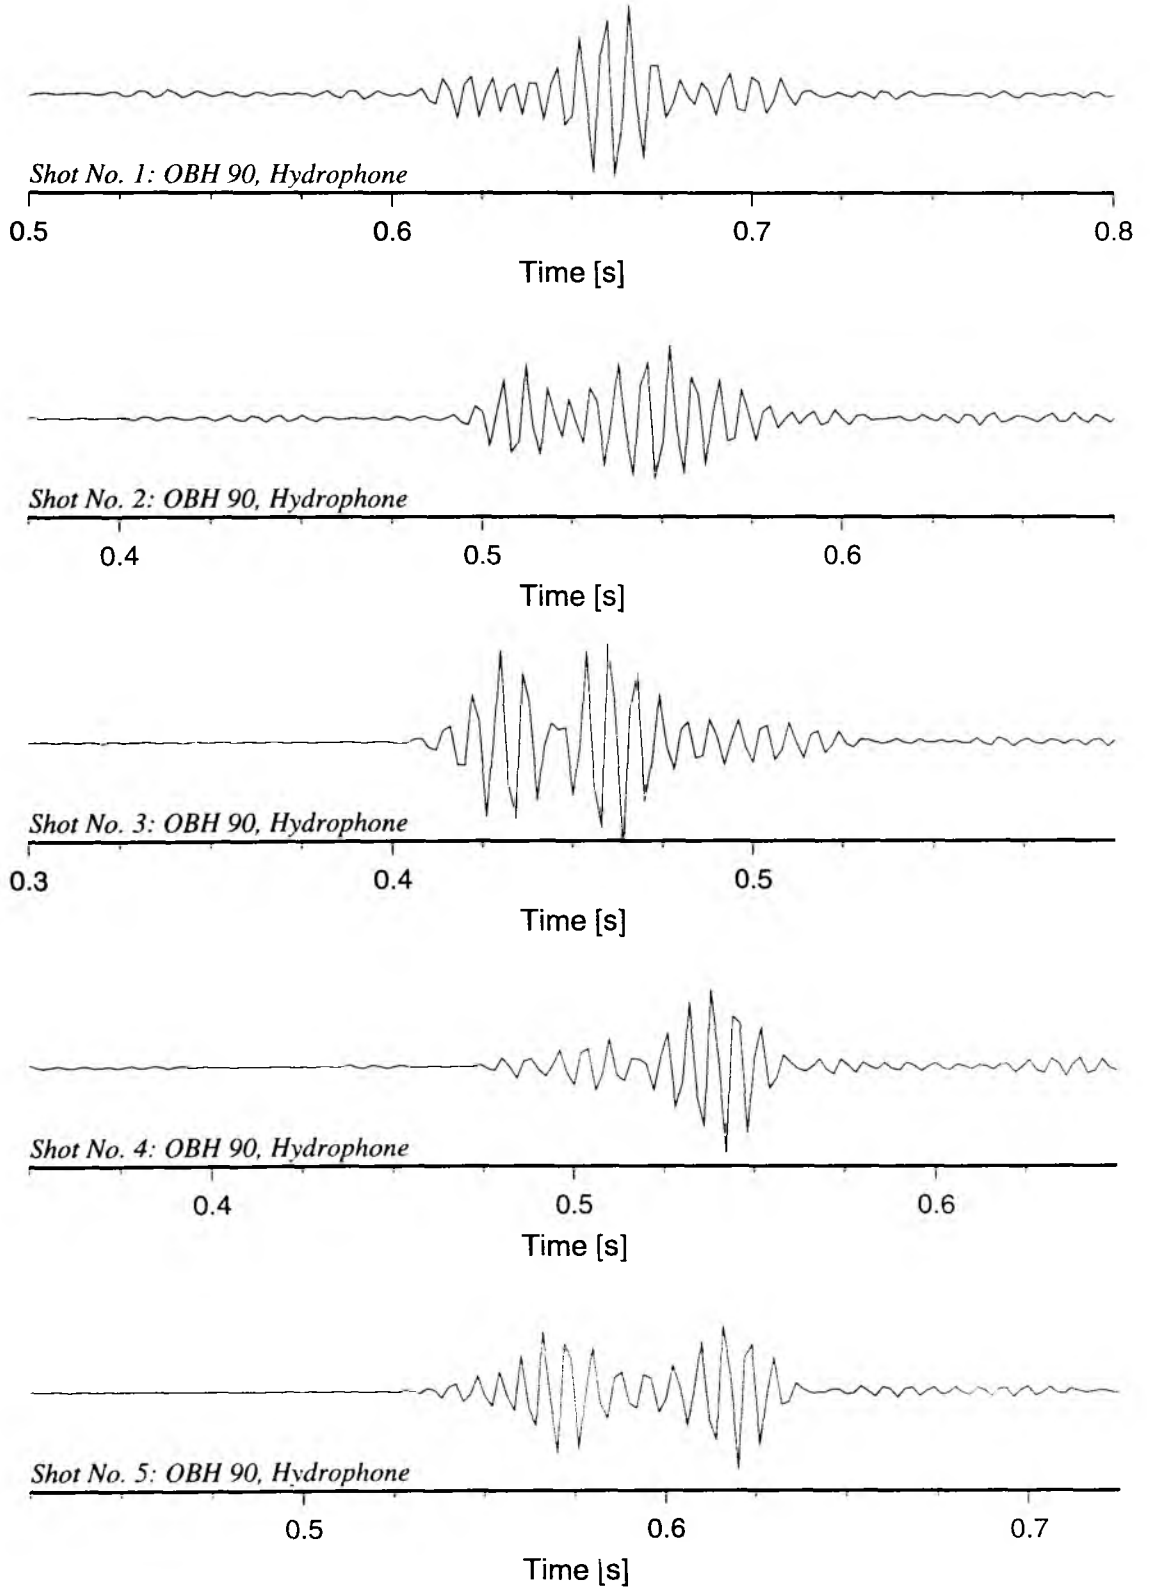 Shot No. 1: OBH 90, Hydrophone
0.5 0.6 0.7 0.8
Time [s]
Shot No. 2: OBH 90, Hydrophone
0.4 0.5 0.6
Time [s]
Shot No. 3: OBH 90, Hydrophone
0.3 0.4 0.5
Time [s]
Shot No. 4: OBH 90, Hydrophone
0.4 0.5 0.6
Time [s]
Shot No. 5: OBH 90, Hydrophone
0.5 0.6 0.7
Time [s]